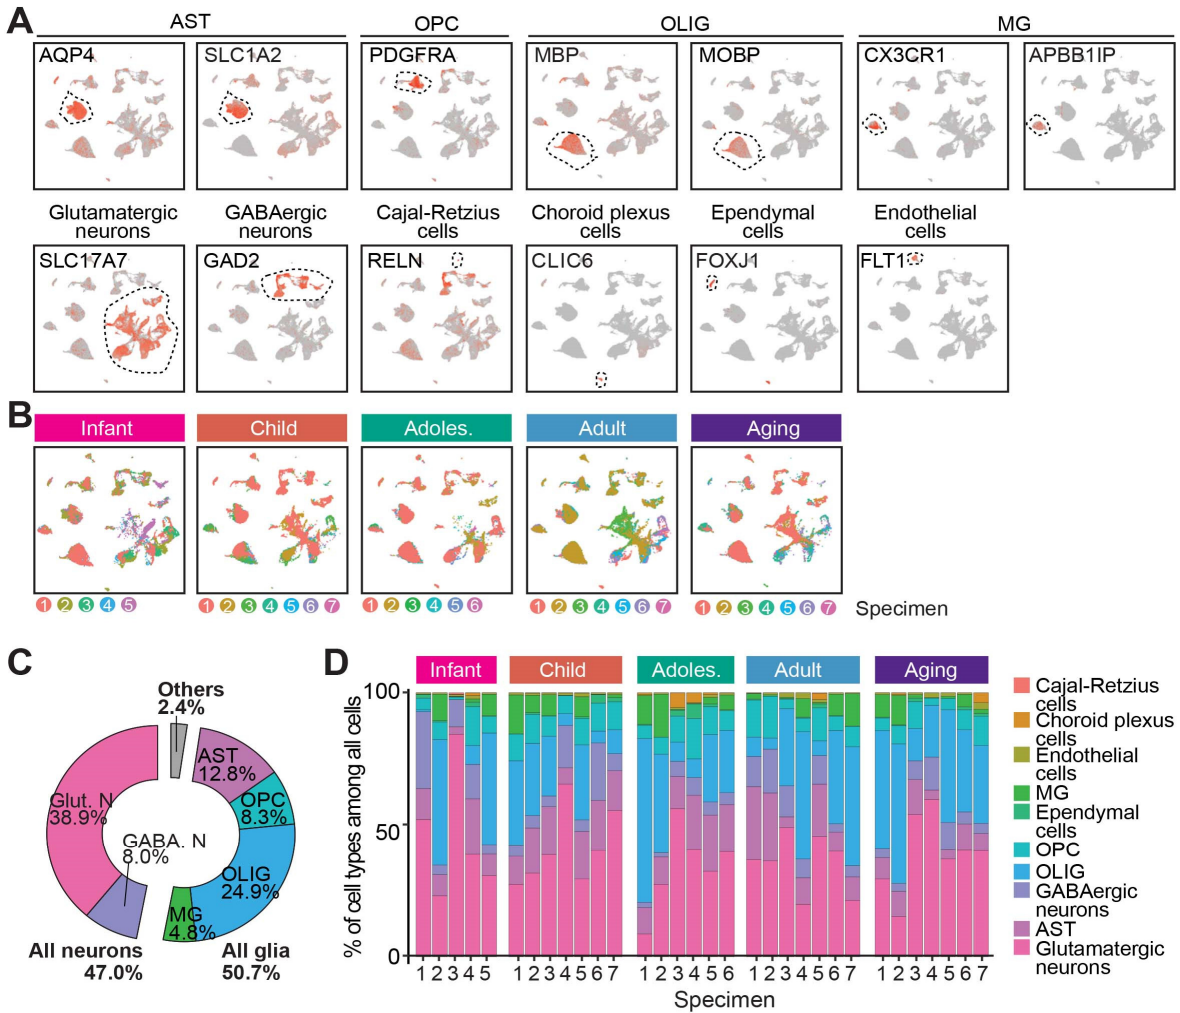 A
AST
OPC
OLIG
MG
AQP4
SLC1A2
PDGFRA
MBP
MOBP
CX3CR1
APBB1IP
Glutamatergic
neurons
GABAergic
neurons
Cajal-Retzius
cells
Choroid plexus
cells
Ependymal
cells
Endothelial
cells
SLC17A7
GAD2
RELN
CLIC6
FOXJ1
FLT1
B
Infant
Child
Adoles.
Adult
Aging
1 2 3 4 5
1 2 3 4 5 6 7
1 2 3 4 5 6
1 2 3 4 5 6 7
1 2 3 4 5 6 7
Specimen
C
Others
2.4%
AST
12.8%
OPC
8.3%
Glut. N
38.9%
GABA. N
8.0%
OLIG
24.9%
MG
4.8%
All neurons
47.0%
All glia
50.7%
D
Infant
Child
Adoles.
Adult
Aging
% of cell types among all cells
100
50
0
1 2 3 4 5
1 2 3 4 5 6 7
1 2 3 4 5 6
1 2 3 4 5 6 7
1 2 3 4 5 6 7
Specimen
Cajal-Retzius
cells
Choroid plexus
cells
Endothelial
cells
MG
Ependymal
cells
OPC
OLIG
GABAergic
neurons
AST
Glutamatergic
neurons